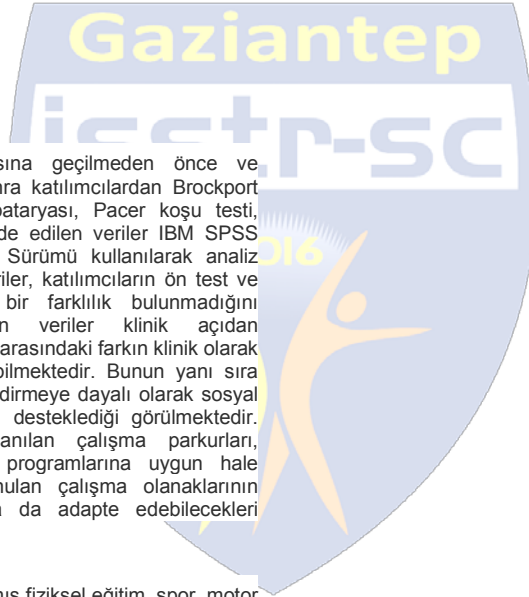 Gaziantep
isstr-sc
2016
sına geçilmeden önce ve
nra katılımcılardan Brockport
bataryası, Pacer koşu testi,
de edilen veriler IBM SPSS
Sürümü kullanılarak analiz
riler, katılımcıların ön test ve
bir farklılık bulunmadığını
n veriler klinik açıdan
arasındaki farkın klinik olarak
bilmektedir. Bunun yanı sıra
dirmeye dayalı olarak sosyal
desteklediği görülmektedir.
anılan çalışma parkurları,
programlarına uygun hale
nulan çalışma olanaklarının
a da adapte edebilecekleri
mış fiziksel eğitim, spor, motor